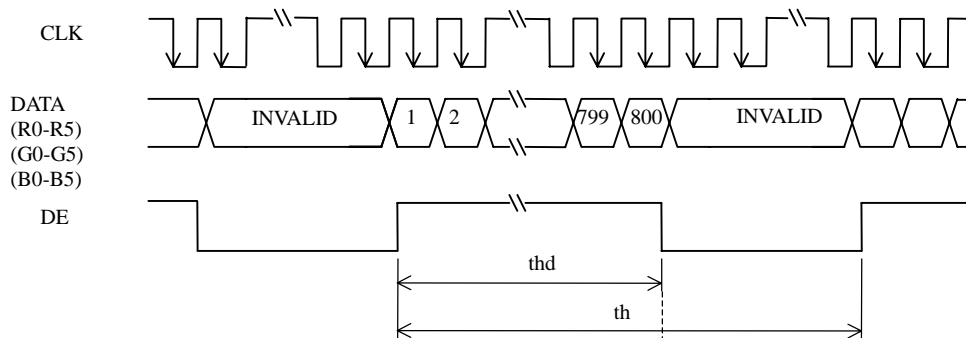 CLK
DATA
(R0-R5)
(G0-G5)
(B0-B5)
INVALID 1 2 799 800 INVALID
DE
thd
th